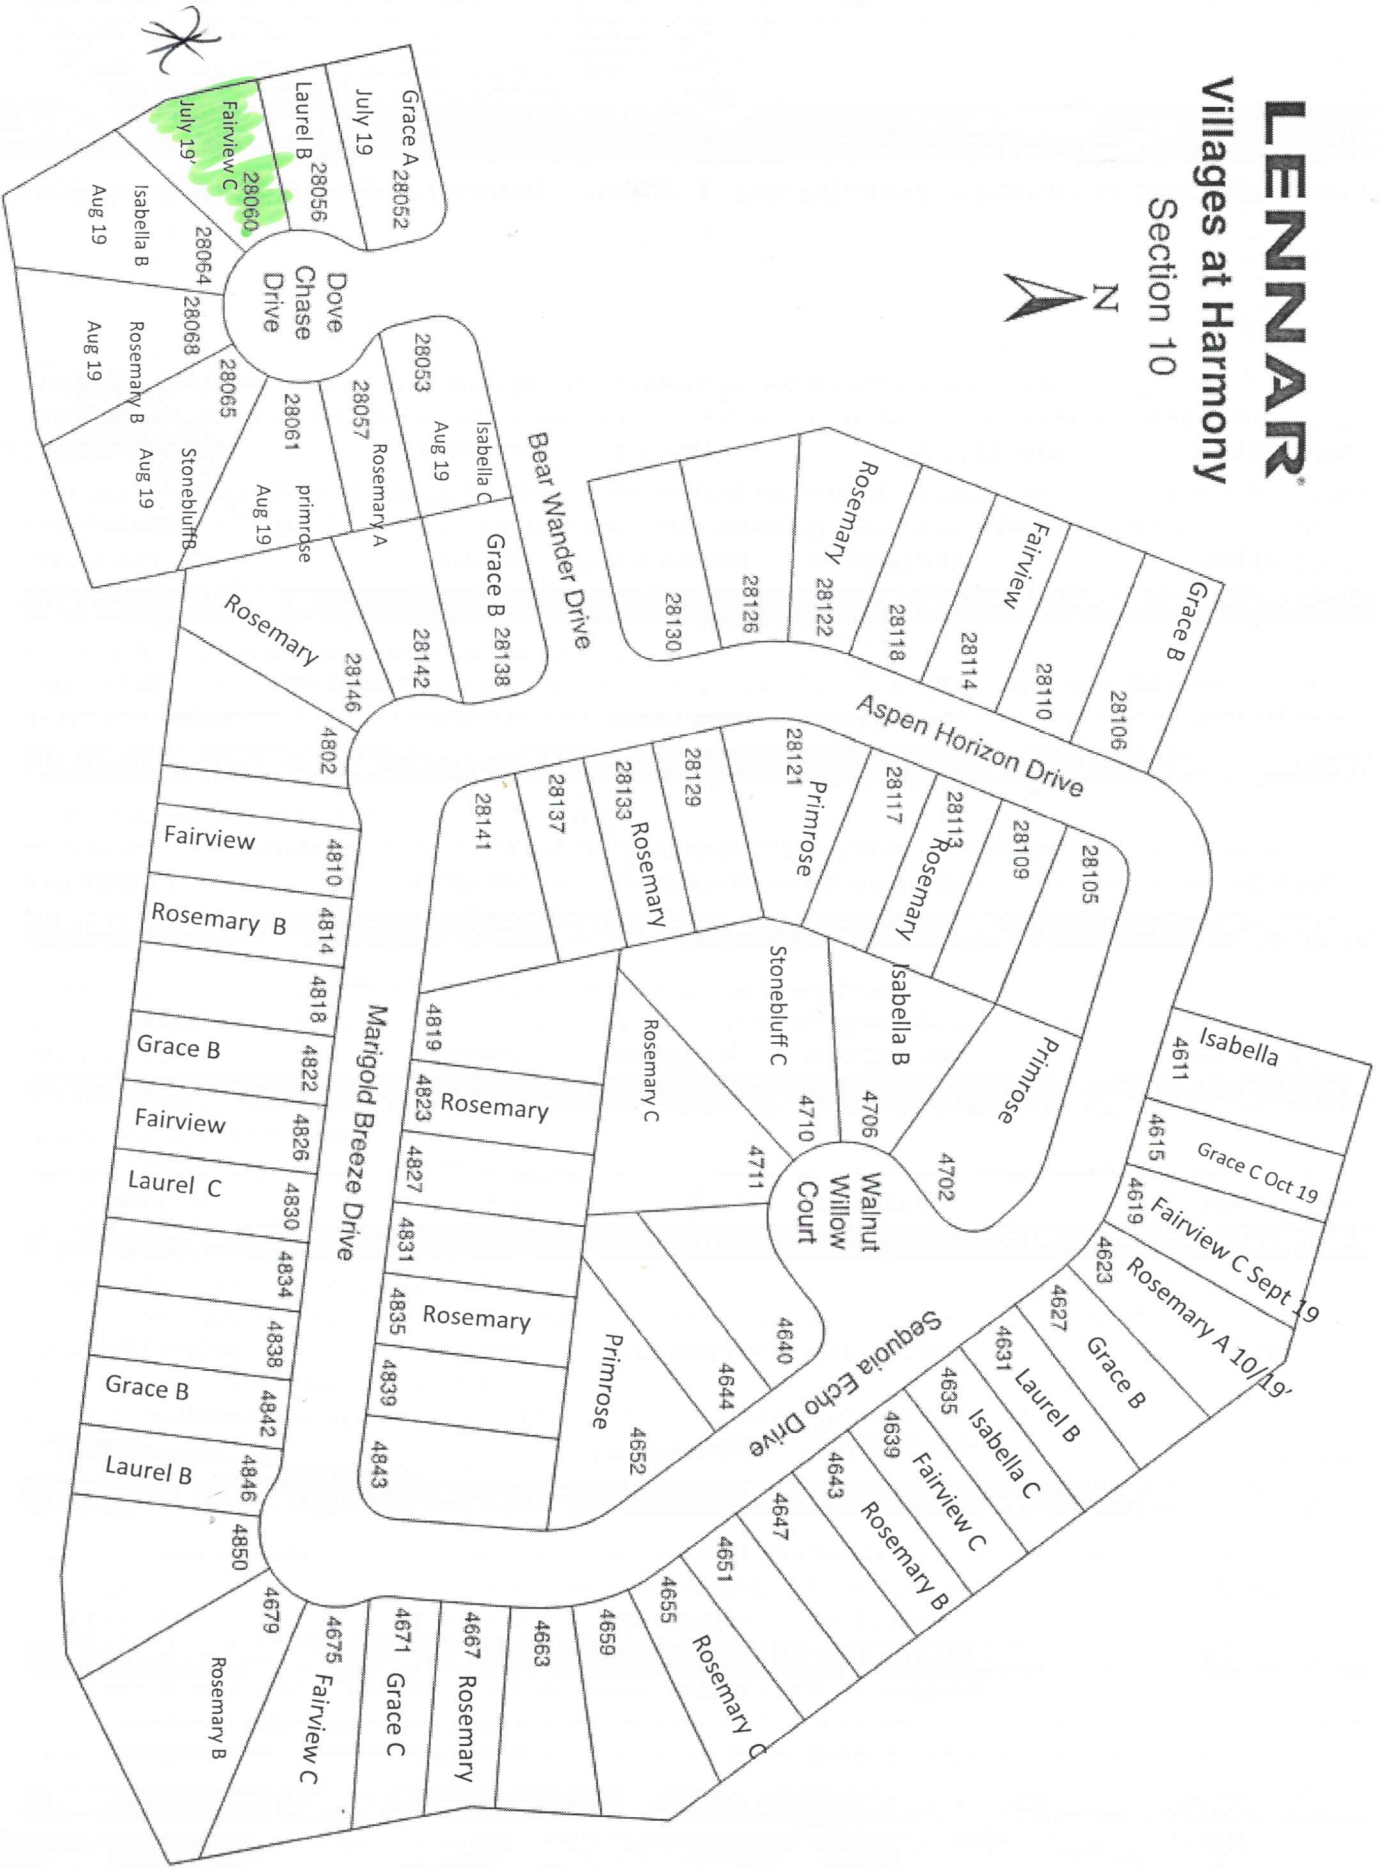 LENNAR®
Villages at Harmony
Section 10
N
Grace A 28052
July 19
Laurel B 28056
Fairview C 28060
July 19'
28064
Isabella B
Aug 19
28068
Rosemary B
Aug 19
28065
StonebluffB
Aug 19
28061
primrose
Aug 19
28057 Rosemary A
28053
Isabella C
Aug 19
Dove
Chase
Drive
Bear Wander Drive
Grace B 28138
28142
Rosemary 28146
28130
28126
Rosemary 28122
28118
Fairview 28114
28110
Grace B 28106
Aspen Horizon Drive
28141
28137
28133 Rosemary
28129
28121 Primrose
28117
28113 Rosemary
28109
28105
4802
Fairview 4810
Rosemary B 4814
4818
Grace B 4822
Fairview 4826
Laurel C 4830
4834
4838
Grace B 4842
Laurel B 4846
4850
Marigold Breeze Drive
4819
4823 Rosemary
4827
4831
4835 Rosemary
4839
4843
Stonebluff C 4710
Isabella B 4706
Primrose 4702
Rosemary C 4711
Walnut
Willow
Court
4640
4644
Primrose 4652
Sequoia Echo Drive
4611 Isabella
4615 Grace C Oct 19
4619 Fairview C Sept 19
4623 Rosemary A 10/19'
4627 Grace B
4631 Laurel B
4635 Isabella C
4639 Fairview C
4643 Rosemary B
4647
4651
4655 Rosemary C
4659
4663
4667 Rosemary
4671 Grace C
4675 Fairview C
4679 Rosemary B